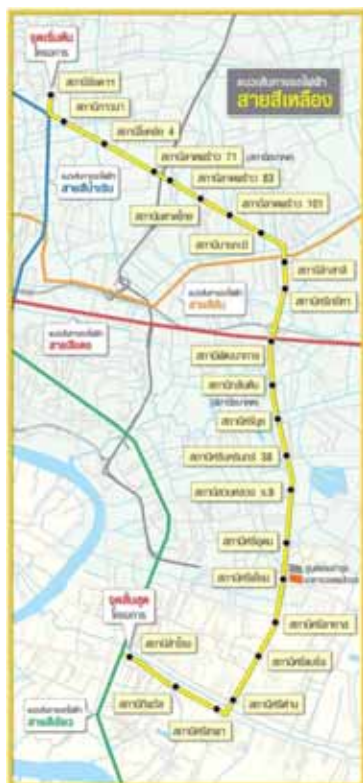 จุดเริ่มต้น
โครงการ
แนวเส้นทางรถไฟฟ้า
สายสีเหลือง
สถานีรัชดาฯ
สถานีภาวนา
สถานีโชคชัย 4
สถานีลาดพร้าว 71
สถานีลาดพร้าว 83
สถานีมหาดไทย
สถานีลาดพร้าว 101
สถานีบางกะปิ
แนวเส้นทางรถไฟฟ้า
สายสีน้ำเงิน
สถานีลำสาลี
แนวเส้นทางรถไฟฟ้า
สายสีส้ม
สถานีศรีกรีฑา
แนวเส้นทางรถไฟฟ้า
สายสีแดง
สถานีพัฒนาการ
สถานีกลันตัน
สถานีศรีนุช
สถานีศรีนครินทร์ 38
สถานีสวนหลวง ร.9
สถานีศรีอุดม
สถานีศรีเอี่ยม
จุดสิ้นสุด
โครงการ
สถานีศรีลาซาล
สถานีสำโรง
สถานีศรีแบริ่ง
สถานีศรีด่าน
สถานีทิพวัล
สถานีศรีเทพา
แนวเส้นทางรถไฟฟ้า
สายสีเขียว